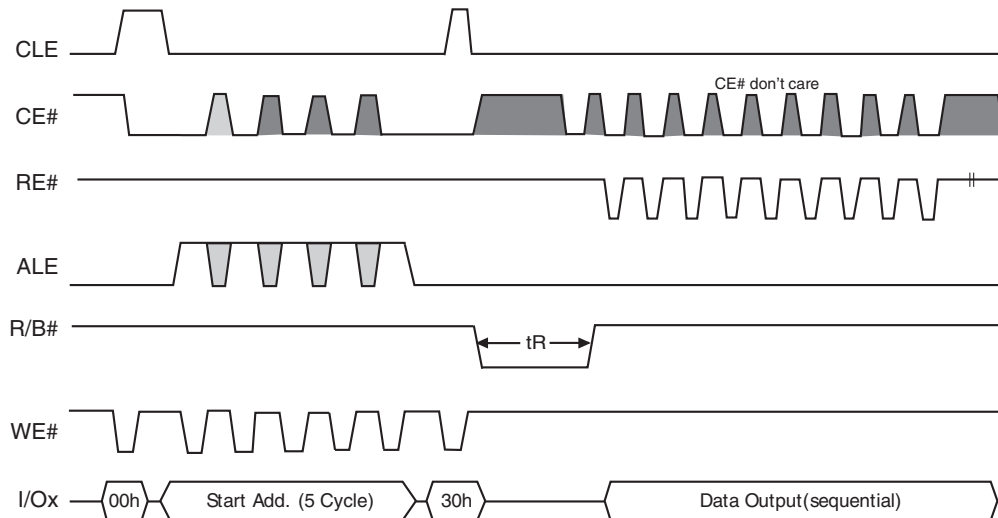 CLE
CE#
CE# don't care
RE#
ALE
R/B#
tR
WE#
I/Ox
00h
Start Add. (5 Cycle)
30h
Data Output(sequential)